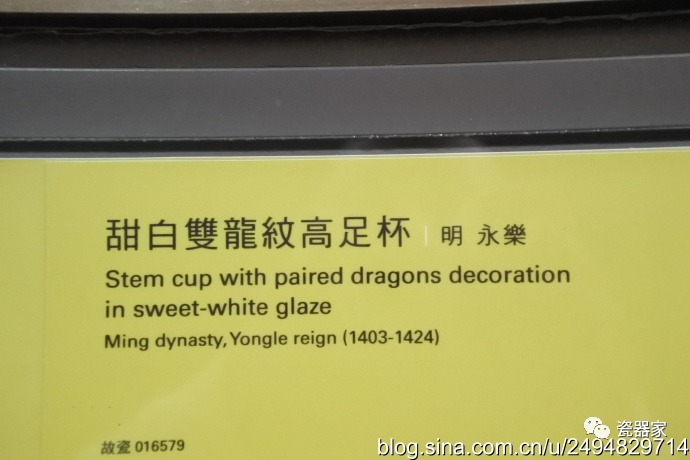 甜白雙龍紋高足杯 | 明 永樂
Stem cup with paired dragons decoration
in sweet-white glaze
Ming dynasty, Yongle reign (1403-1424)
故瓷 016579
瓷器家
blog.sina.com.cn/u/2494829714